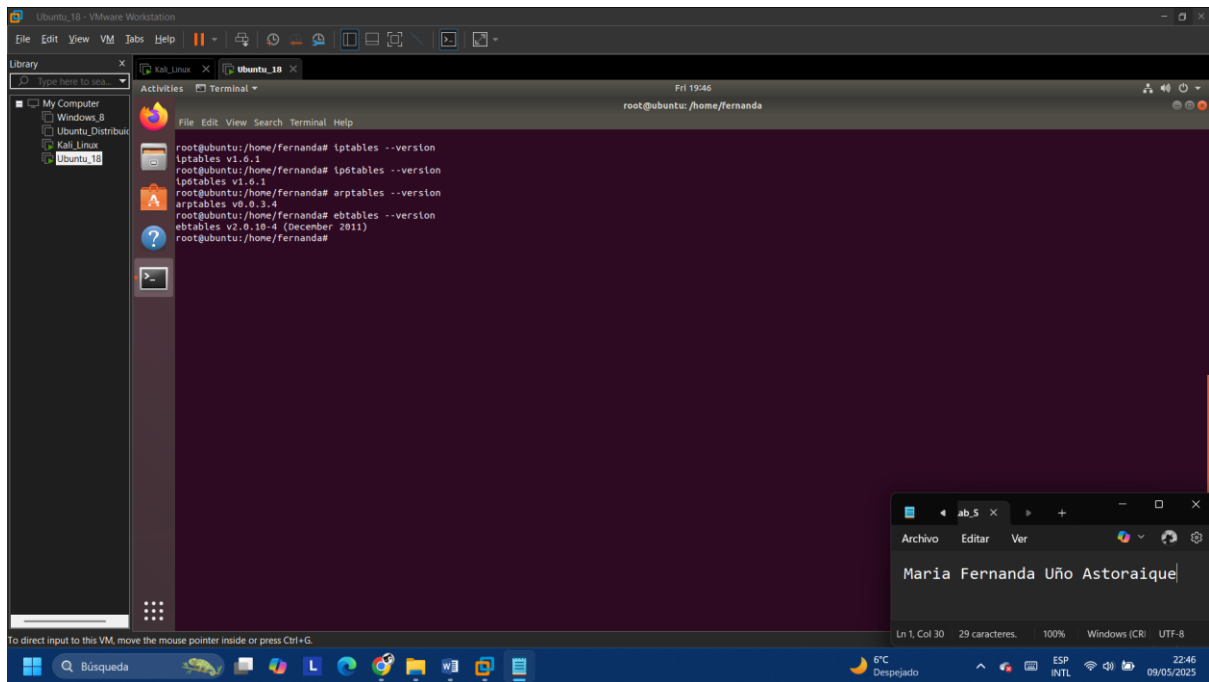 Ubuntu_18 - VMware Workstation
File Edit View VM Tabs Help
Library
Type here to sea...
My Computer
Windows_8
Ubuntu_Distribuic
Kali_Linux
Ubuntu_18
Kali_Linux Ubuntu_18
Activities Terminal Fri 19:46
root@ubuntu: /home/fernanda
File Edit View Search Terminal Help
root@ubuntu:/home/fernanda# iptables --version
iptables v1.6.1
root@ubuntu:/home/fernanda# ip6tables --version
ip6tables v1.6.1
root@ubuntu:/home/fernanda# arptables --version
arptables v0.0.3.4
root@ubuntu:/home/fernanda# ebtables --version
ebtables v2.0.10-4 (December 2011)
root@ubuntu:/home/fernanda#
ab_5
Archivo Editar Ver
Maria Fernanda Uño Astoraique
Ln 1, Col 30 29 caracteres. 100% Windows (CRI UTF-8
To direct input to this VM, move the mouse pointer inside or press Ctrl+G.
Búsqueda
6°C
Despejado
ESP
INTL
22:46
09/05/2025